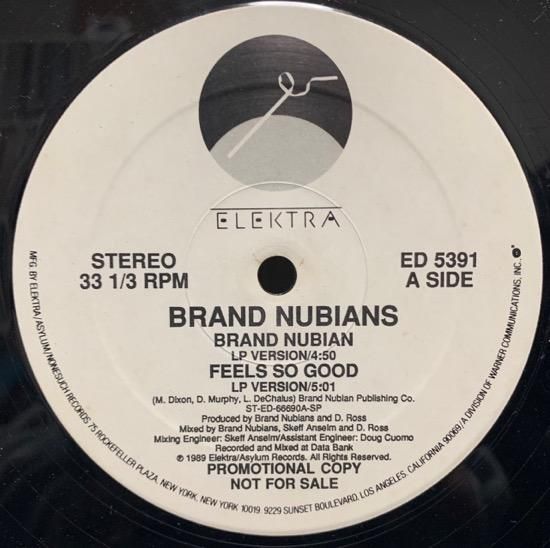 ELEKTRA
STEREO
33 1/3 RPM
ED 5391
A SIDE
BRAND NUBIANS
BRAND NUBIAN
LP VERSION/4:50
FEELS SO GOOD
LP VERSION/5:01
(M. Dixon, D. Murphy, L. DeChalus) Brand Nubian Publishing Co.
ST-ED-66690A-SP
Produced by Brand Nubians and D. Ross
Mixed by Brand Nubians, Skeff Anselm and D. Ross
Mixing Engineer: Skeff Anselm/Assistant Engineer: Doug Cuomo
Recorded and Mixed at Data Bank
℗ © 1989 Elektra/Asylum Records. All Rights Reserved.
PROMOTIONAL COPY
NOT FOR SALE
MFG. BY ELEKTRA/ASYLUM/NONESUCH RECORDS 75 ROCKEFELLER PLAZA, NEW YORK, NEW YORK 10019. 9229 SUNSET BOULEVARD, LOS ANGELES, CALIFORNIA 90069/A DIVISION OF WARNER COMMUNICATIONS, INC.